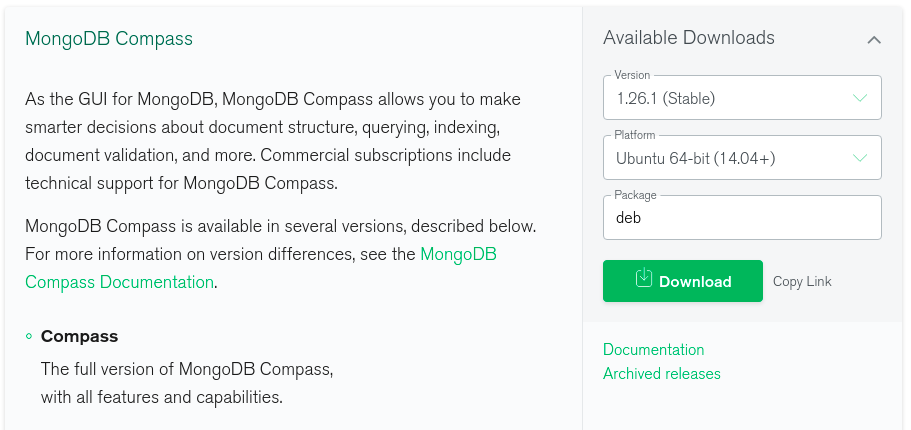 MongoDB Compass
As the GUI for MongoDB, MongoDB Compass allows you to make
smarter decisions about document structure, querying, indexing,
document validation, and more. Commercial subscriptions include
technical support for MongoDB Compass.
MongoDB Compass is available in several versions, described below.
For more information on version differences, see the MongoDB
Compass Documentation.
Compass
The full version of MongoDB Compass,
with all features and capabilities.
Available Downloads
Version
1.26.1 (Stable)
Platform
Ubuntu 64-bit (14.04+)
Package
deb
Download
Copy Link
Documentation
Archived releases